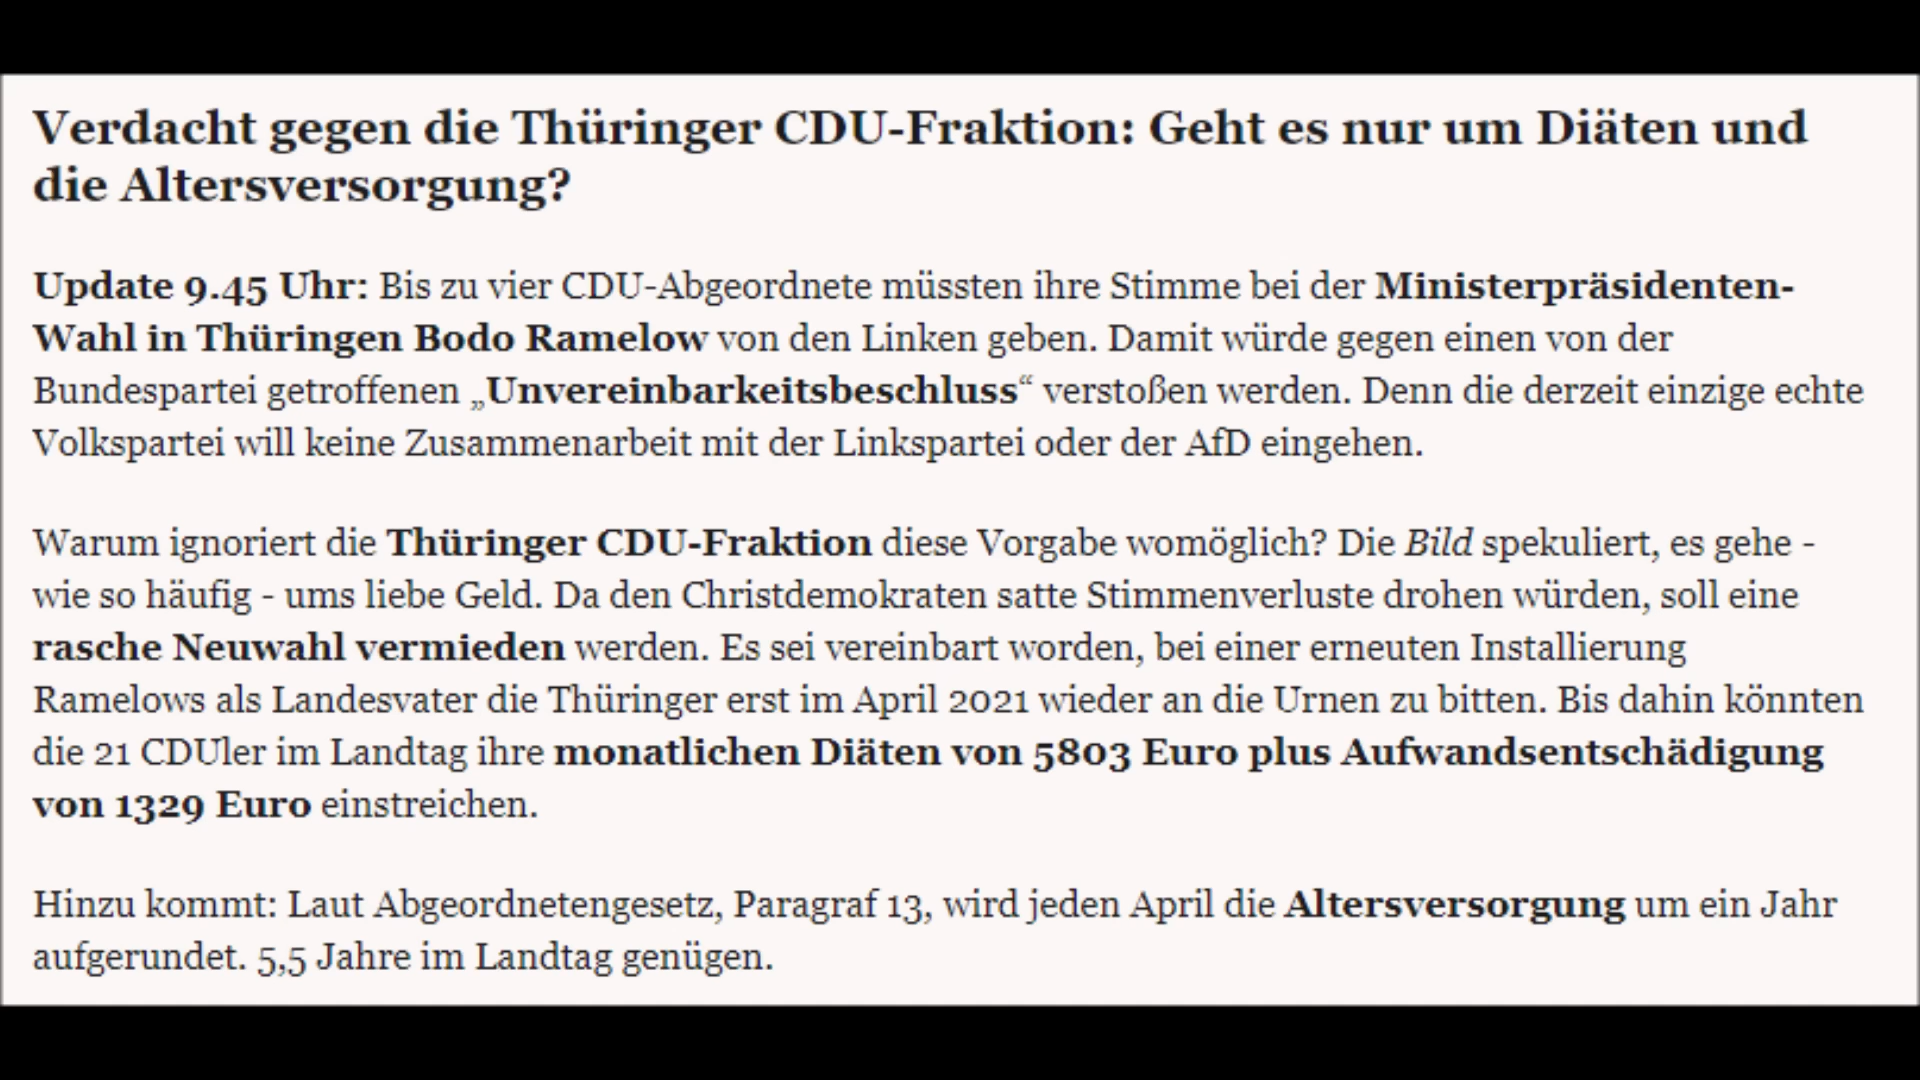 Verdacht gegen die Thüringer CDU-Fraktion: Geht es nur um Diäten und
die Altersversorgung?
Update 9.45 Uhr: Bis zu vier CDU-Abgeordnete müssten ihre Stimme bei der Ministerpräsidenten-
Wahl in Thüringen Bodo Ramelow von den Linken geben. Damit würde gegen einen von der
Bundespartei getroffenen „Unvereinbarkeitsbeschluss“ verstoßen werden. Denn die derzeit einzige echte
Volkspartei will keine Zusammenarbeit mit der Linkspartei oder der AfD eingehen.
Warum ignoriert die Thüringer CDU-Fraktion diese Vorgabe womöglich? Die Bild spekuliert, es gehe -
wie so häufig - ums liebe Geld. Da den Christdemokraten satte Stimmenverluste drohen würden, soll eine
rasche Neuwahl vermieden werden. Es sei vereinbart worden, bei einer erneuten Installierung
Ramelows als Landesvater die Thüringer erst im April 2021 wieder an die Urnen zu bitten. Bis dahin könnten
die 21 CDUler im Landtag ihre monatlichen Diäten von 5803 Euro plus Aufwandsentschädigung
von 1329 Euro einstreichen.
Hinzu kommt: Laut Abgeordnetengesetz, Paragraf 13, wird jeden April die Altersversorgung um ein Jahr
aufgerundet. 5,5 Jahre im Landtag genügen.